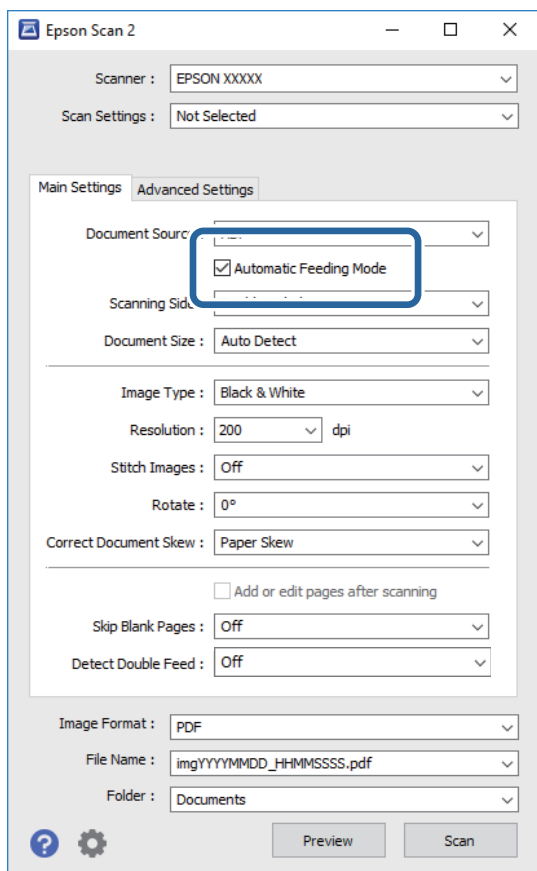 Epson Scan 2
Scanner : EPSON XXXXX
Scan Settings : Not Selected
Main Settings Advanced Settings
Document
Automatic Feeding Mode
Scanning
Document Size : Auto Detect
Image Type : Black & White
Resolution : 200 dpi
Stitch Images : Off
Rotate : 0°
Correct Document Skew : Paper Skew
Add or edit pages after scanning
Skip Blank Pages : Off
Detect Double Feed : Off
Image Format : PDF
File Name : imgYYYYMMDD_HHMMSSSS.pdf
Folder : Documents
? Preview Scan